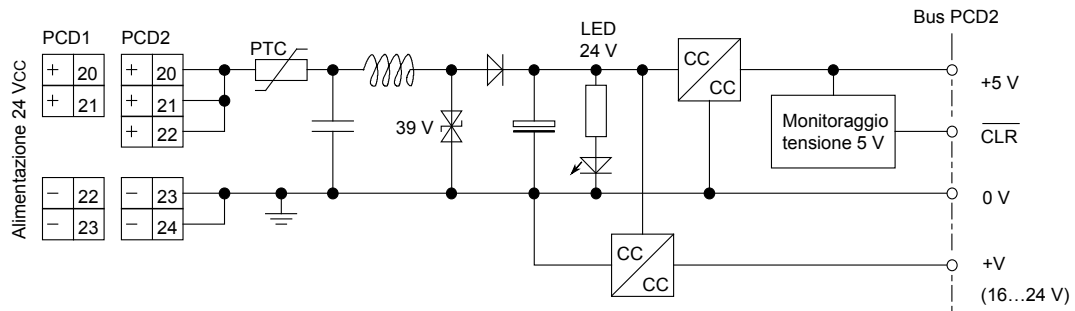 Bus PCD2
PCD1 PCD2 PTC LED
24 V
Alimentazione 24 VCC
+ 20 + 20
+ 21 + 21
+ 22
39 V
CC
CC
+5 V
Monitoraggio
tensione 5 V
CLR
− 22 − 23
− 23 − 24
0 V
CC
CC
+V
(16…24 V)